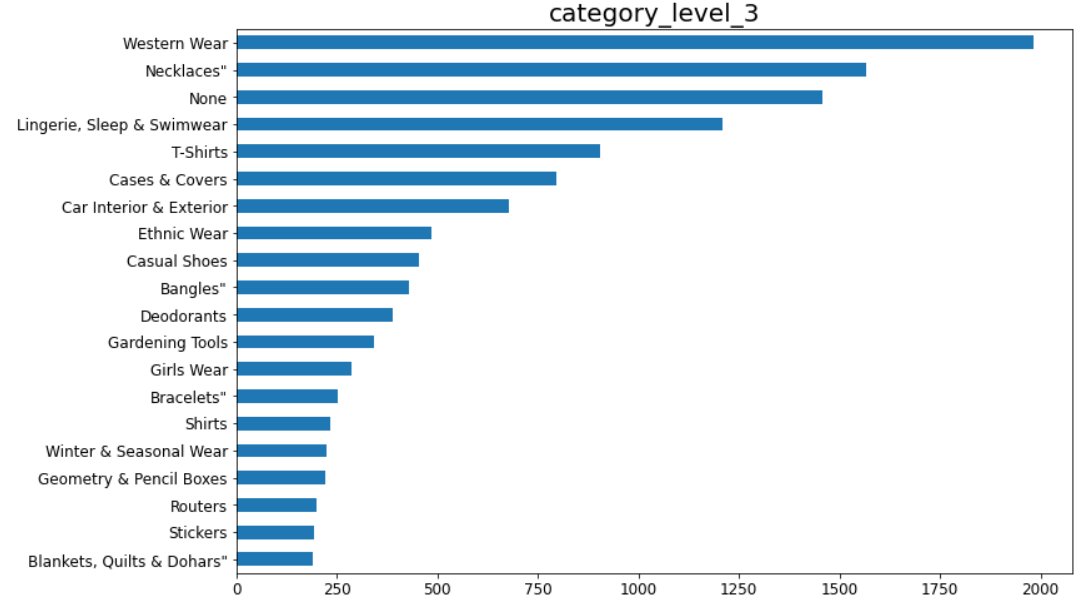 category_level_3
Western Wear
Necklaces"
None
Lingerie, Sleep & Swimwear
T-Shirts
Cases & Covers
Car Interior & Exterior
Ethnic Wear
Casual Shoes
Bangles"
Deodorants
Gardening Tools
Girls Wear
Bracelets"
Shirts
Winter & Seasonal Wear
Geometry & Pencil Boxes
Routers
Stickers
Blankets, Quilts & Dohars"
0 250 500 750 1000 1250 1500 1750 2000